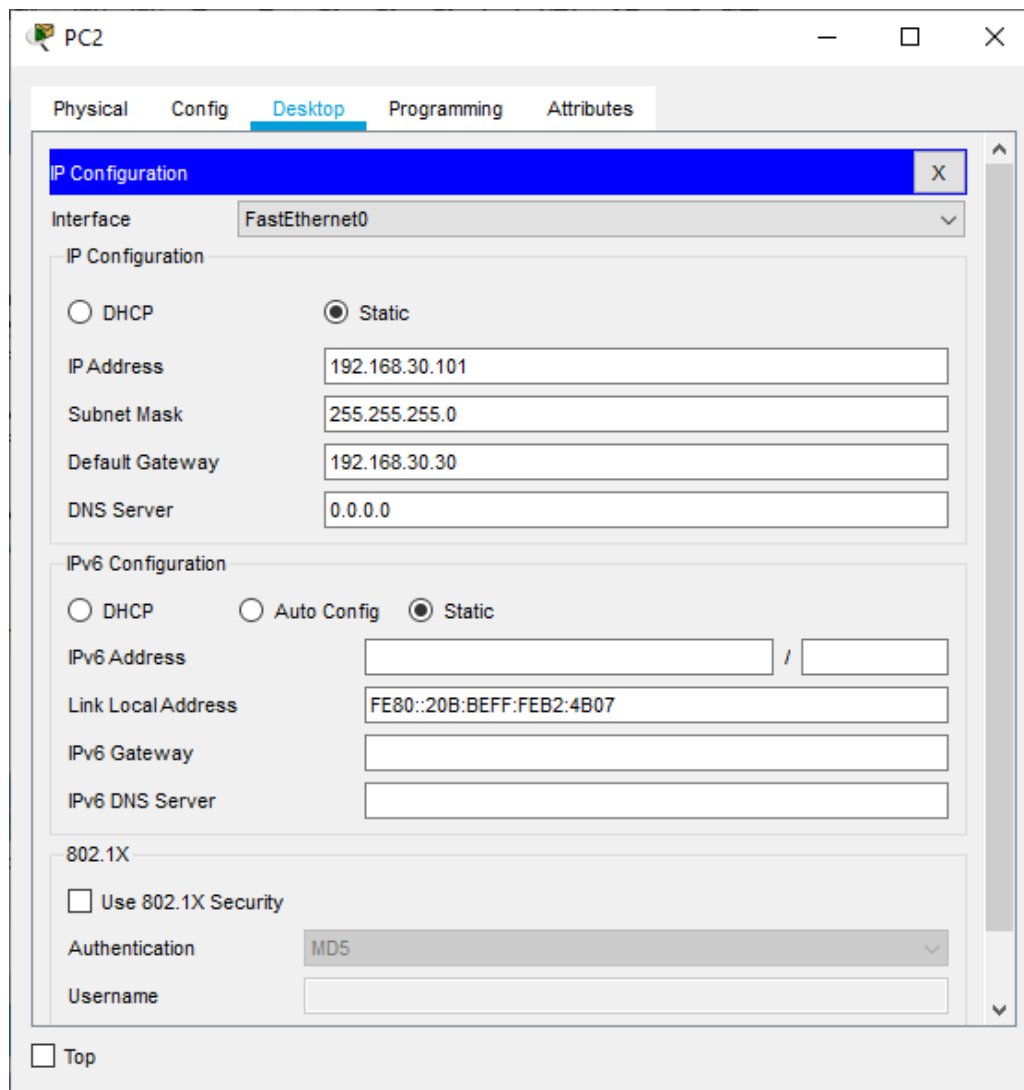 PC2
Physical Config Desktop Programming Attributes
IP Configuration X
Interface FastEthernet0
IP Configuration
DHCP Static
IP Address 192.168.30.101
Subnet Mask 255.255.255.0
Default Gateway 192.168.30.30
DNS Server 0.0.0.0
IPv6 Configuration
DHCP Auto Config Static
IPv6 Address /
Link Local Address FE80::20B:BEFF:FEB2:4B07
IPv6 Gateway
IPv6 DNS Server
802.1X
Use 802.1X Security
Authentication MD5
Username
Top